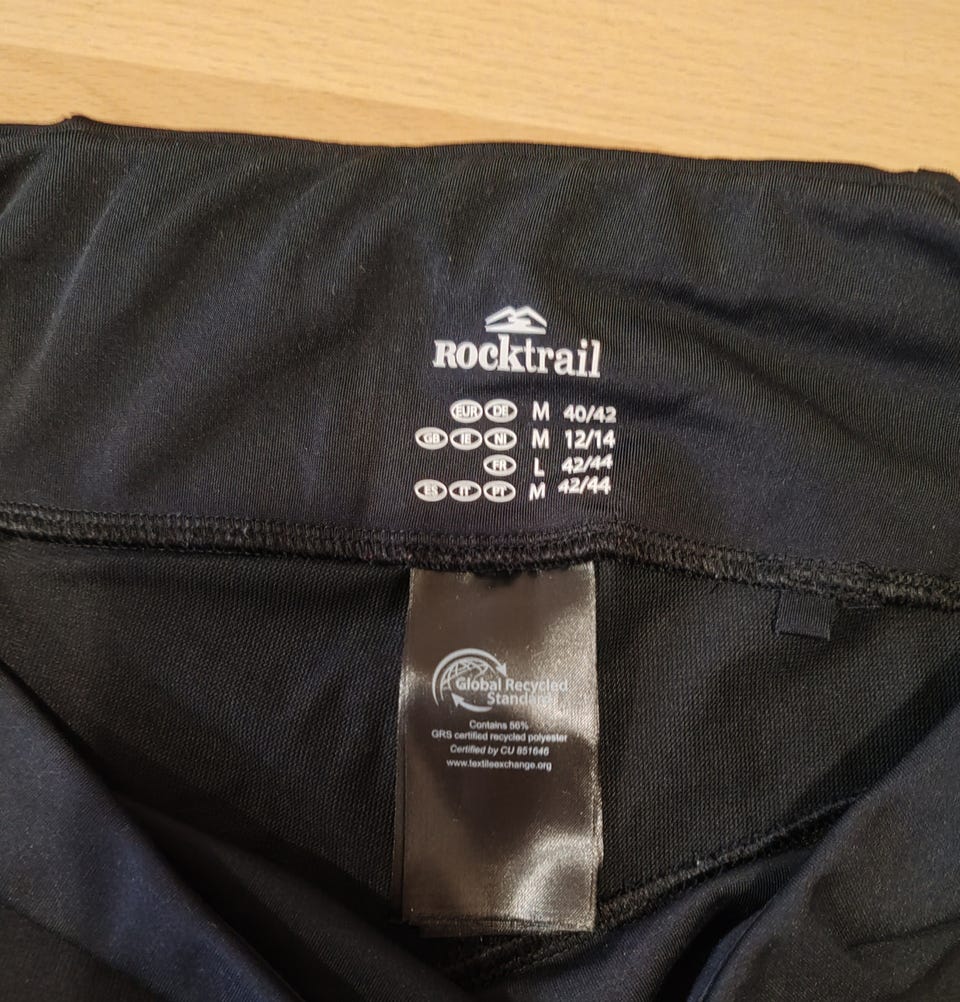 Rocktrail
EUR DE M 40/42
GB IE NI M 12/14
FR L 42/44
ES IT PT M 42/44
Global Recycled
Standard
Contains 56%
GRS certified recycled polyester
Certified by CU 851646
www.textileexchange.org